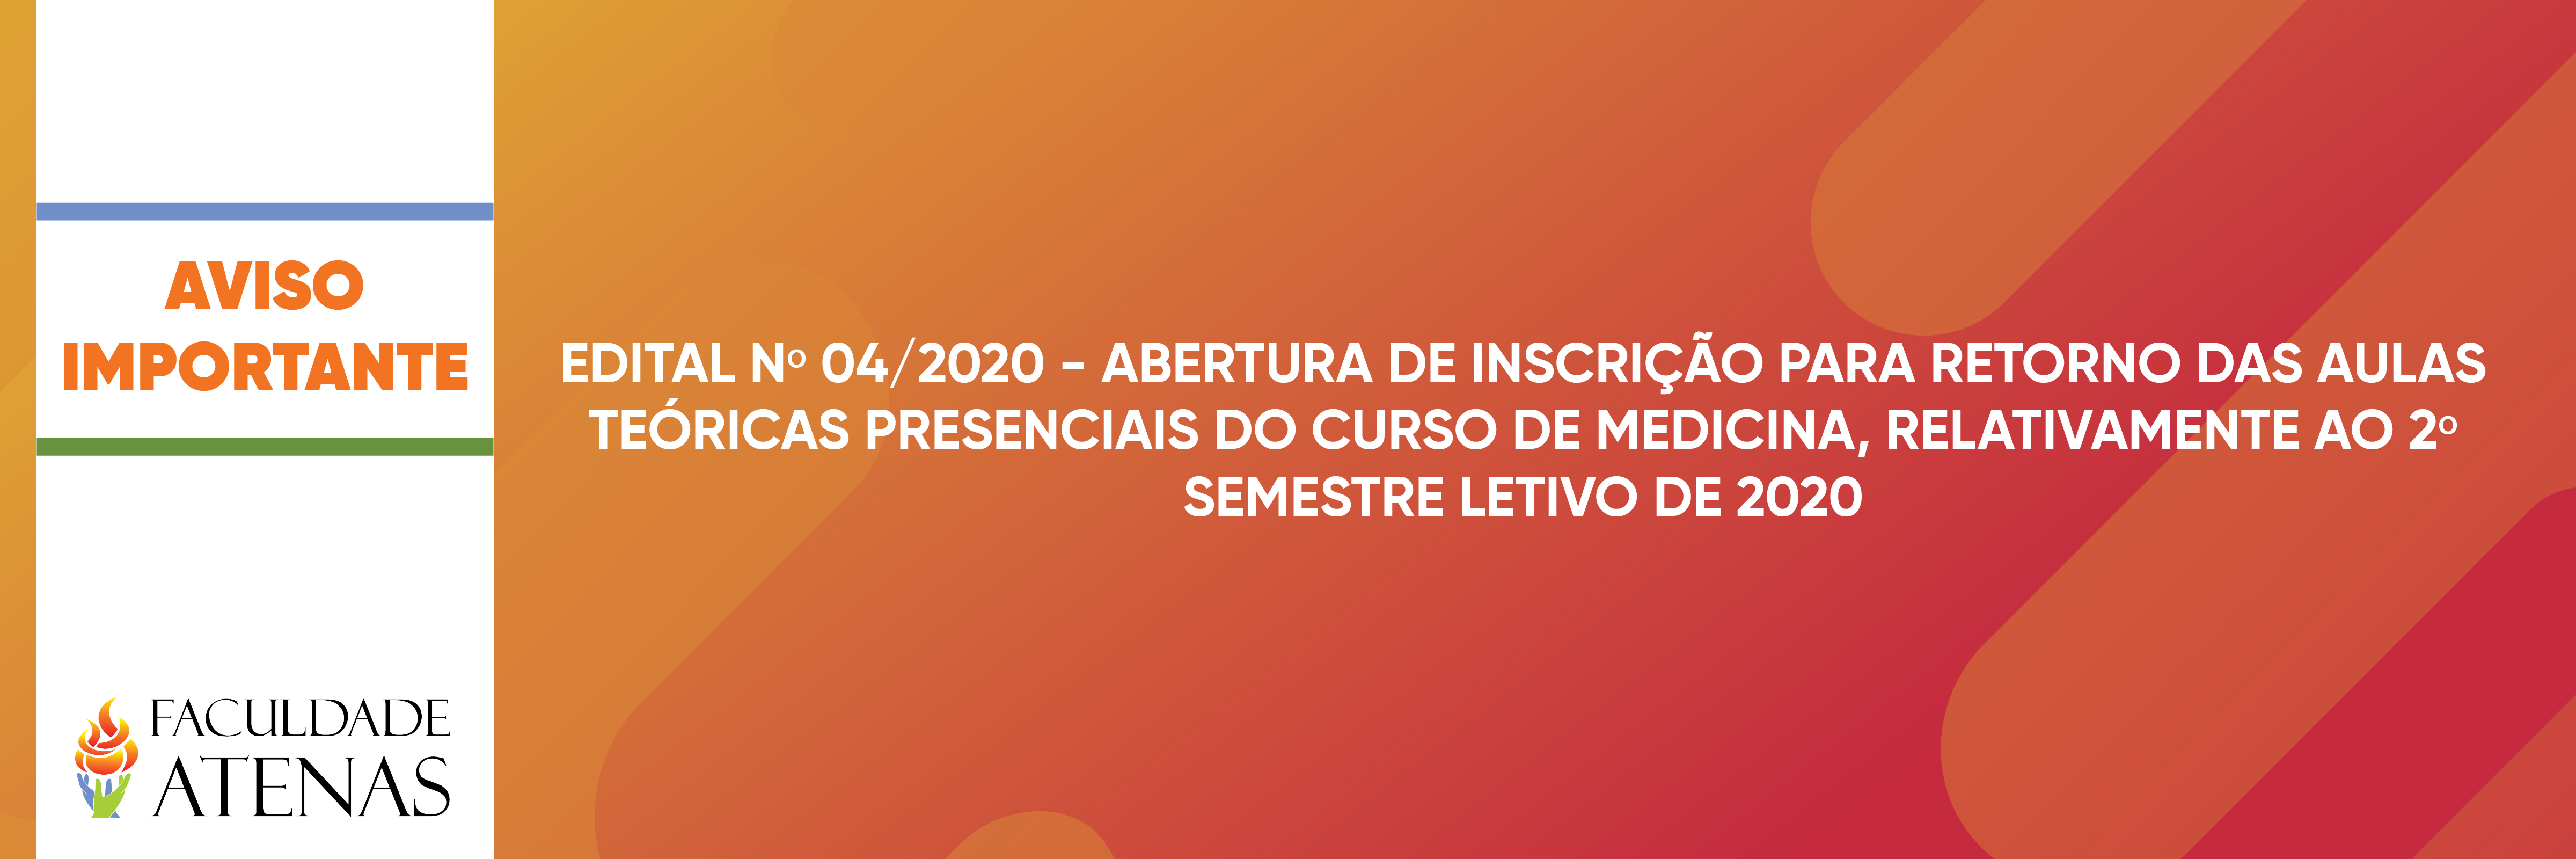 AVISO
IMPORTANTE
FACULDADE
ATENAS
EDITAL Nº 04/2020 - ABERTURA DE INSCRIÇÃO PARA RETORNO DAS AULAS
TEÓRICAS PRESENCIAIS DO CURSO DE MEDICINA, RELATIVAMENTE AO 2º
SEMESTRE LETIVO DE 2020